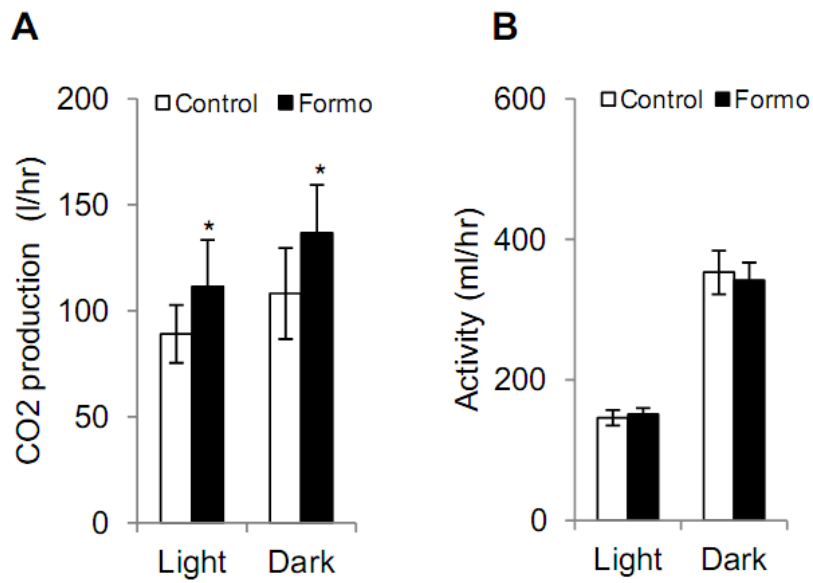 A
Control Formo
200
150
100
50
0
CO2 production (l/hr)
*
*
Light Dark
B
Control Formo
600
400
200
0
Activity (ml/hr)
Light Dark